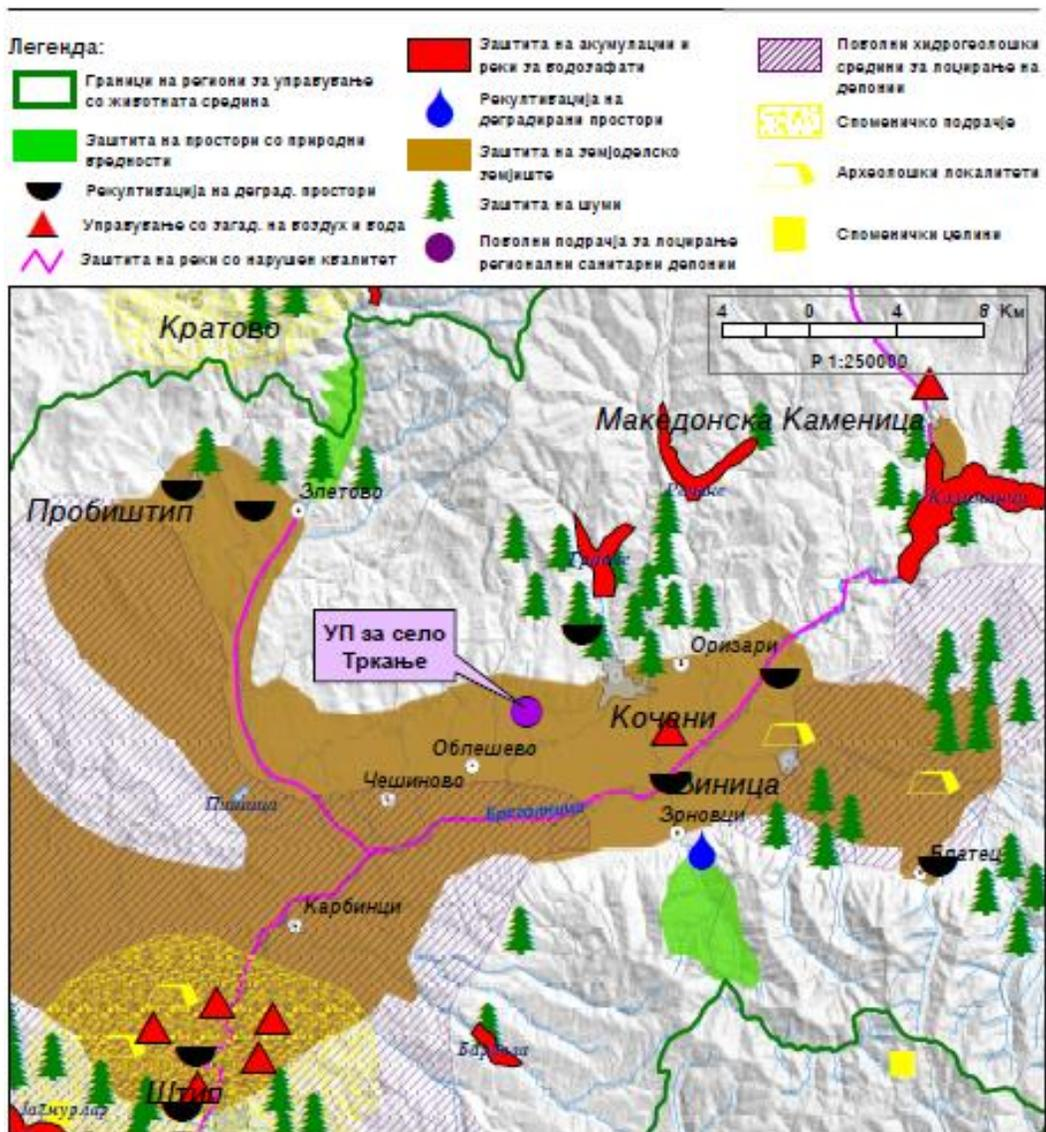 Легенда:
Граници на региони за управување
со животната средина
Заштита на простори со природни
вредности
Рекултивација на деград. простори
Управување со загад. на воздух и вода
Заштита на реки со нарушен квалитет
Заштита на акумулации и
реки за водозафати
Рекултивација на
деградирани простори
Заштита на земјоделско
земјиште
Заштита на шуми
Поволни подрачја за лоцирање
регионални санитарни депонии
Поволни хидрогеолошки
средини за лоцирање на
депонии
Споменичко подрачје
Археолошки локалитети
Споменички целини
4 0 4 8 Км
Р 1:250000
Кратово
Македонска Каменица
Пробиштип
Злетово
УП за село
Тркање
Оризари
Кочани
Облешево
Чешиново
Брегалница
Зрновци
Блатец
Карбинци
Штип